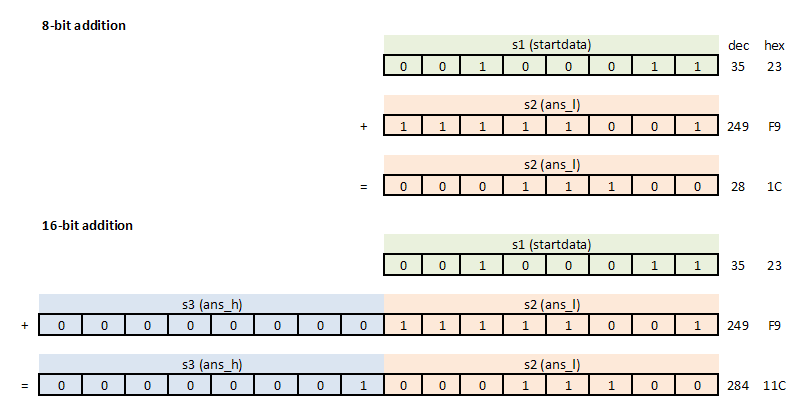 8-bit addition
s1 (startdata) dec hex
0 0 1 0 0 0 1 1 35 23
s2 (ans_l)
+ 1 1 1 1 1 0 0 1 249 F9
s2 (ans_l)
= 0 0 0 1 1 1 0 0 28 1C
16-bit addition
s1 (startdata)
0 0 1 0 0 0 1 1 35 23
s3 (ans_h) s2 (ans_l)
+ 0 0 0 0 0 0 0 0 1 1 1 1 1 0 0 1 249 F9
s3 (ans_h) s2 (ans_l)
= 0 0 0 0 0 0 0 1 0 0 0 1 1 1 0 0 284 11C